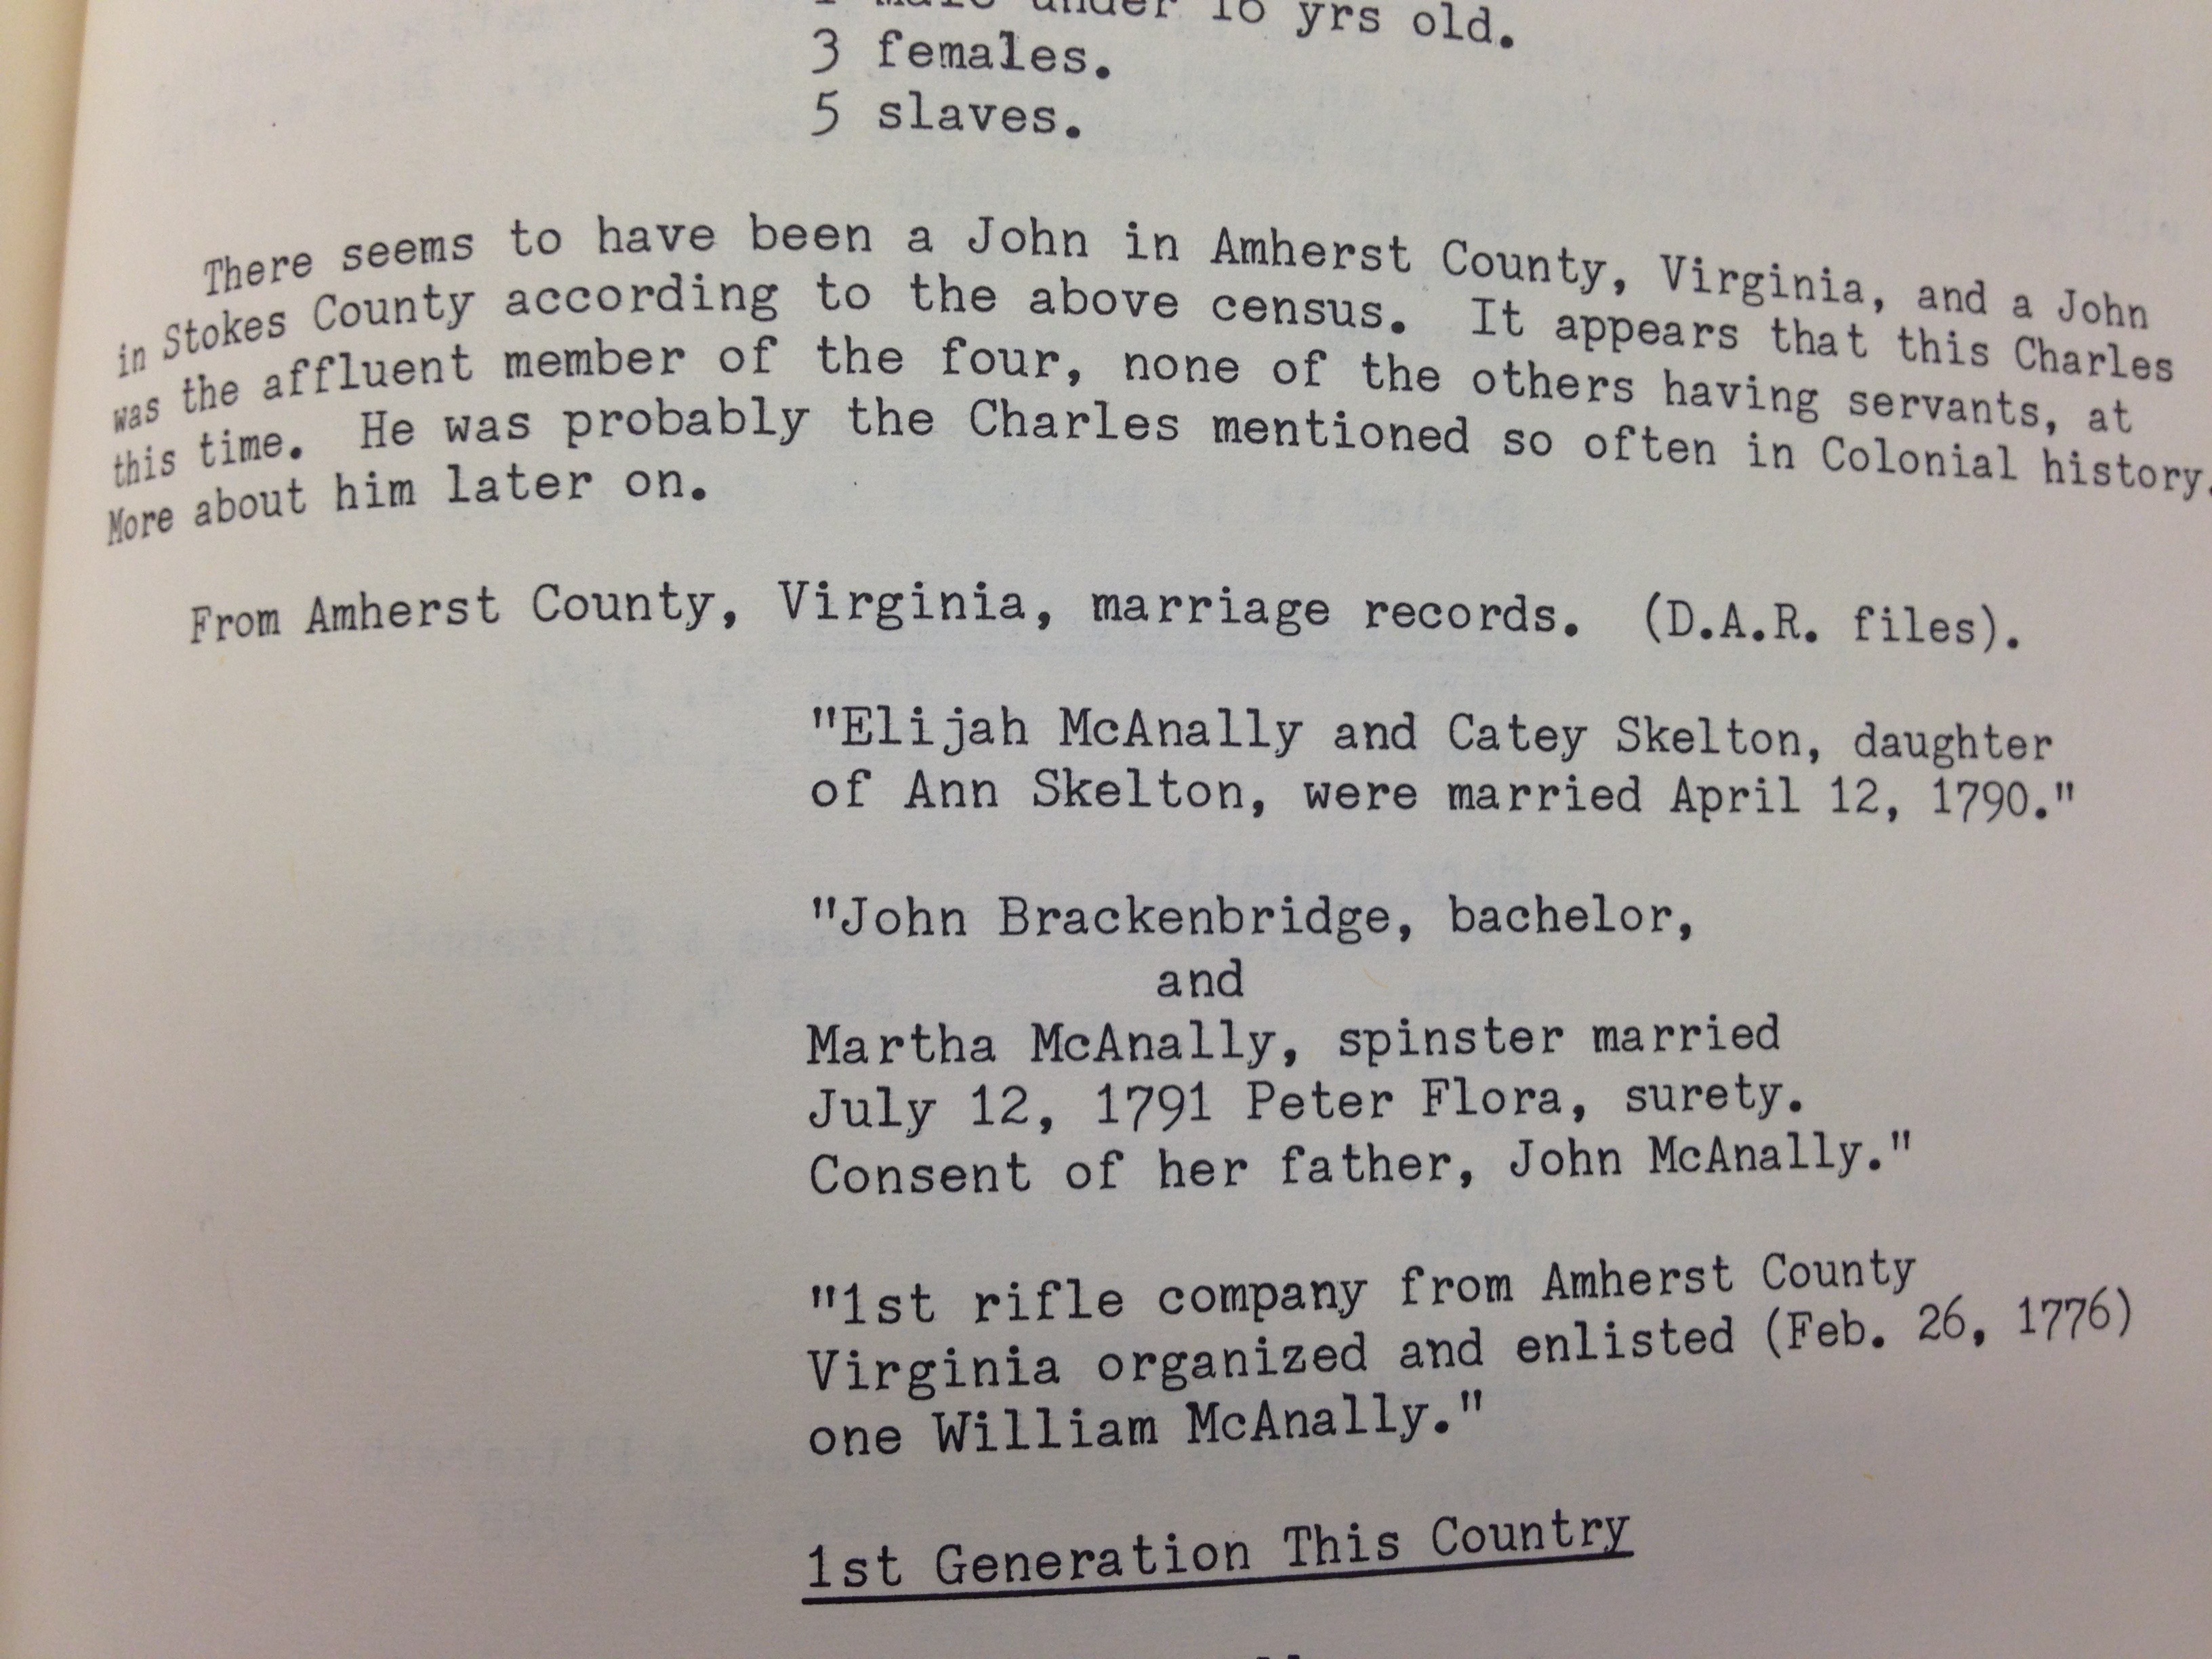 1 male under 16 yrs old.
3 females.
5 slaves.
There seems to have been a John in Amherst County, Virginia, and a John
in Stokes County according to the above census. It appears that this Charles
was the affluent member of the four, none of the others having servants, at
this time. He was probably the Charles mentioned so often in Colonial history.
More about him later on.
From Amherst County, Virginia, marriage records. (D.A.R. files).
"Elijah McAnally and Catey Skelton, daughter
of Ann Skelton, were married April 12, 1790."
"John Brackenbridge, bachelor,
and
Martha McAnally, spinster married
July 12, 1791 Peter Flora, surety.
Consent of her father, John McAnally."
"1st rifle company from Amherst County
Virginia organized and enlisted (Feb. 26, 1776)
one William McAnally."
1st Generation This Country